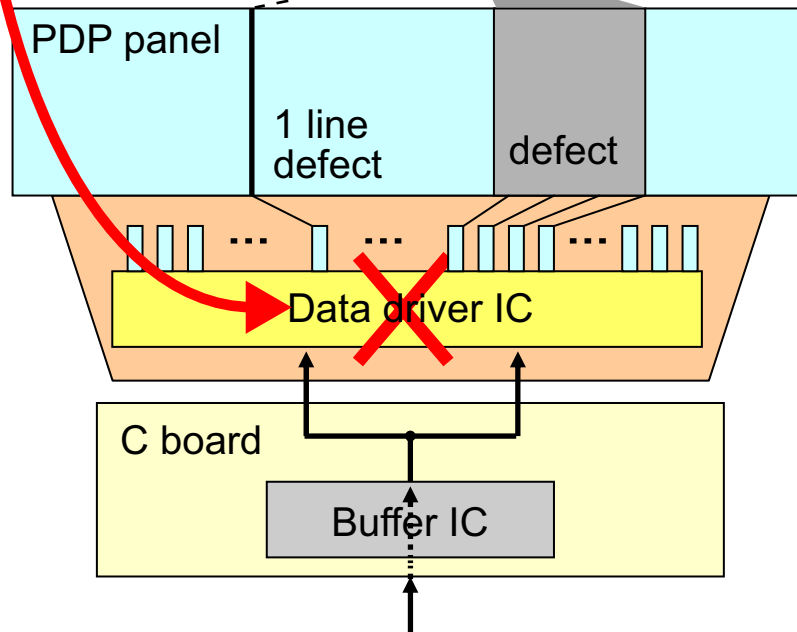 PDP panel
1 line
defect
defect
...
...
...
Data driver IC
C board
Buffer IC